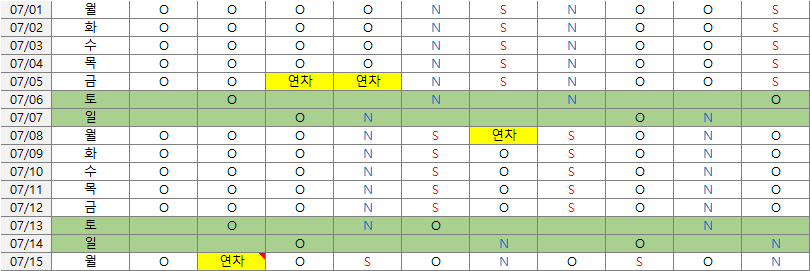 07/01 월 O O O O N S N O O S
07/02 화 O O O O N S N O O S
07/03 수 O O O O N S N O O S
07/04 목 O O O O N S N O O S
07/05 금 O O 연차 연차 N S N O O S
07/06 토 O N N O
07/07 일 O N O N
07/08 월 O O O N S 연차 S O N O
07/09 화 O O O N S O S O N O
07/10 수 O O O N S O S O N O
07/11 목 O O O N S O S O N O
07/12 금 O O O N S O S O N O
07/13 토 O N O N
07/14 일 O N O N
07/15 월 O 연차 O S O N O S O N